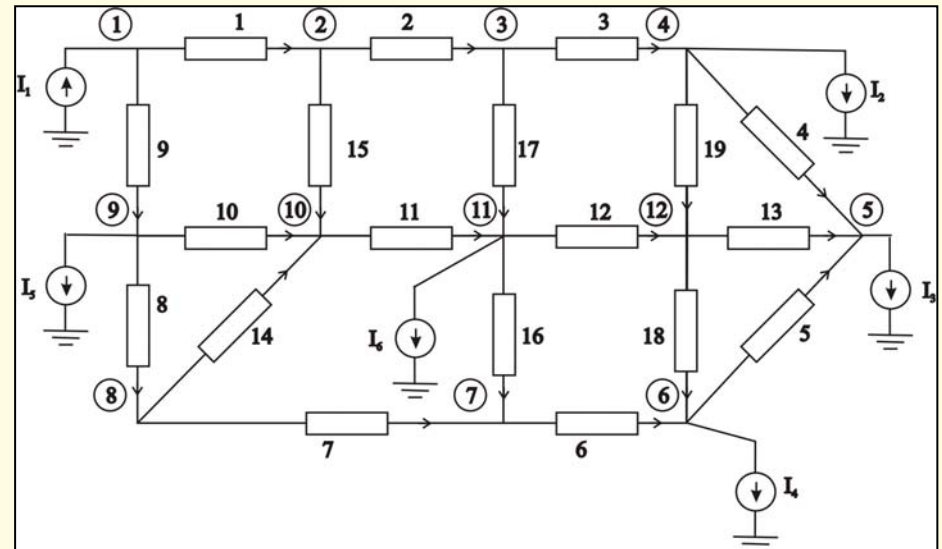 ① 1 ② 2 ③ 3 ④
I₁ I₂
9 15 17 19 4
⑨ 10 ⑩ 11 ⑪ 12 ⑫ 13 ⑤
I₅ I₃
8 14 I₆ 16 18 5
⑧ ⑦ ⑥
7 6
I₄